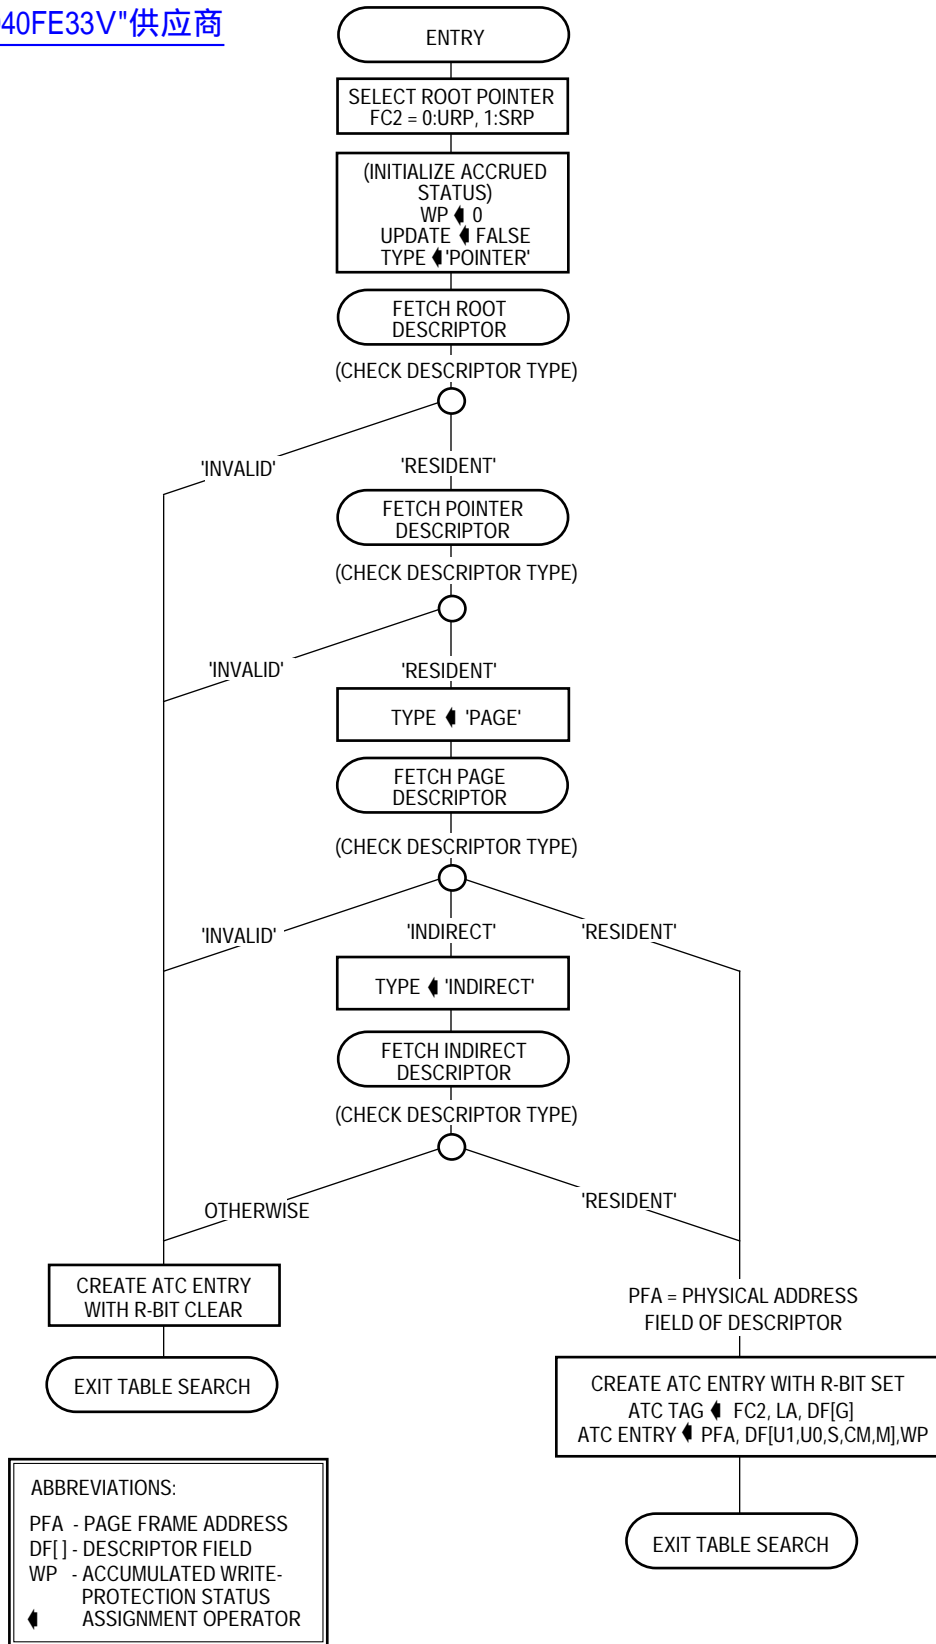 40FE33V"供应商
ENTRY
SELECT ROOT POINTER
FC2 = 0:URP, 1:SRP
(INITIALIZE ACCRUED
STATUS)
WP ◖ 0
UPDATE ◖ FALSE
TYPE ◖ 'POINTER'
FETCH ROOT
DESCRIPTOR
(CHECK DESCRIPTOR TYPE)
'INVALID'
'RESIDENT'
FETCH POINTER
DESCRIPTOR
(CHECK DESCRIPTOR TYPE)
'INVALID'
'RESIDENT'
TYPE ◖ 'PAGE'
FETCH PAGE
DESCRIPTOR
(CHECK DESCRIPTOR TYPE)
'INVALID'
'INDIRECT'
'RESIDENT'
TYPE ◖ 'INDIRECT'
FETCH INDIRECT
DESCRIPTOR
(CHECK DESCRIPTOR TYPE)
OTHERWISE
'RESIDENT'
CREATE ATC ENTRY
WITH R-BIT CLEAR
EXIT TABLE SEARCH
PFA = PHYSICAL ADDRESS
FIELD OF DESCRIPTOR
CREATE ATC ENTRY WITH R-BIT SET
ATC TAG ◖ FC2, LA, DF[G]
ATC ENTRY ◖ PFA, DF[U1,U0,S,CM,M],WP
EXIT TABLE SEARCH
ABBREVIATIONS:
PFA - PAGE FRAME ADDRESS
DF[ ] - DESCRIPTOR FIELD
WP - ACCUMULATED WRITE-
PROTECTION STATUS
◖ ASSIGNMENT OPERATOR